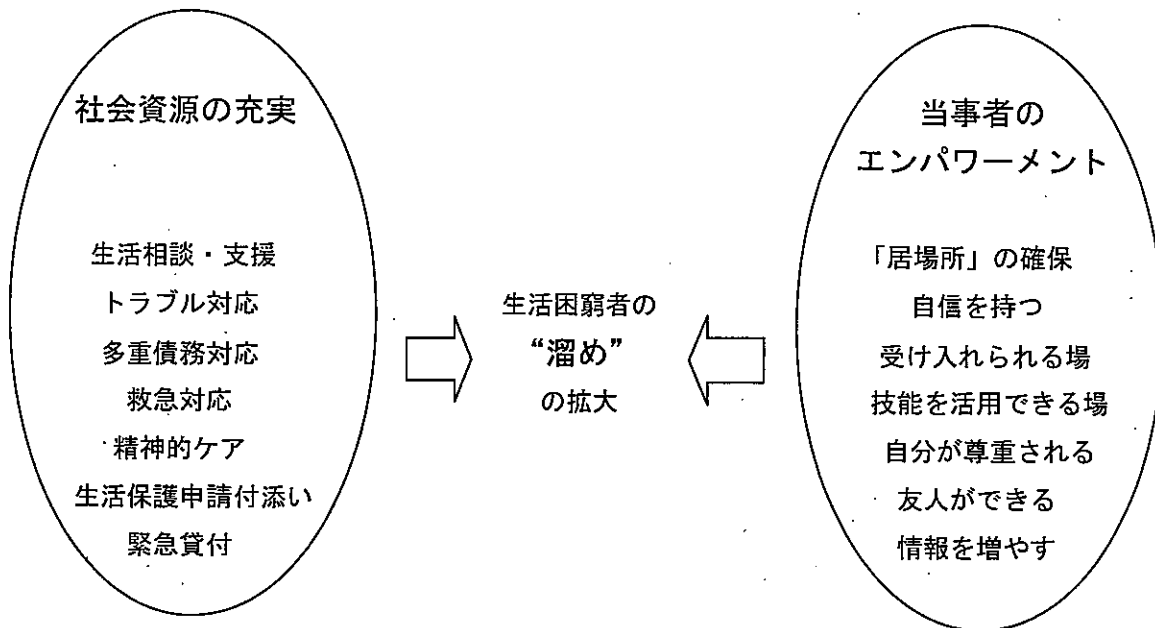 社会資源の充実
生活相談・支援
トラブル対応
多重債務対応
救急対応
精神的ケア
生活保護申請付添い
緊急貸付
生活困窮者の
“溜め”
の拡大
当事者の
エンパワーメント
「居場所」の確保
自信を持つ
受け入れられる場
技能を活用できる場
自分が尊重される
友人ができる
情報を増やす